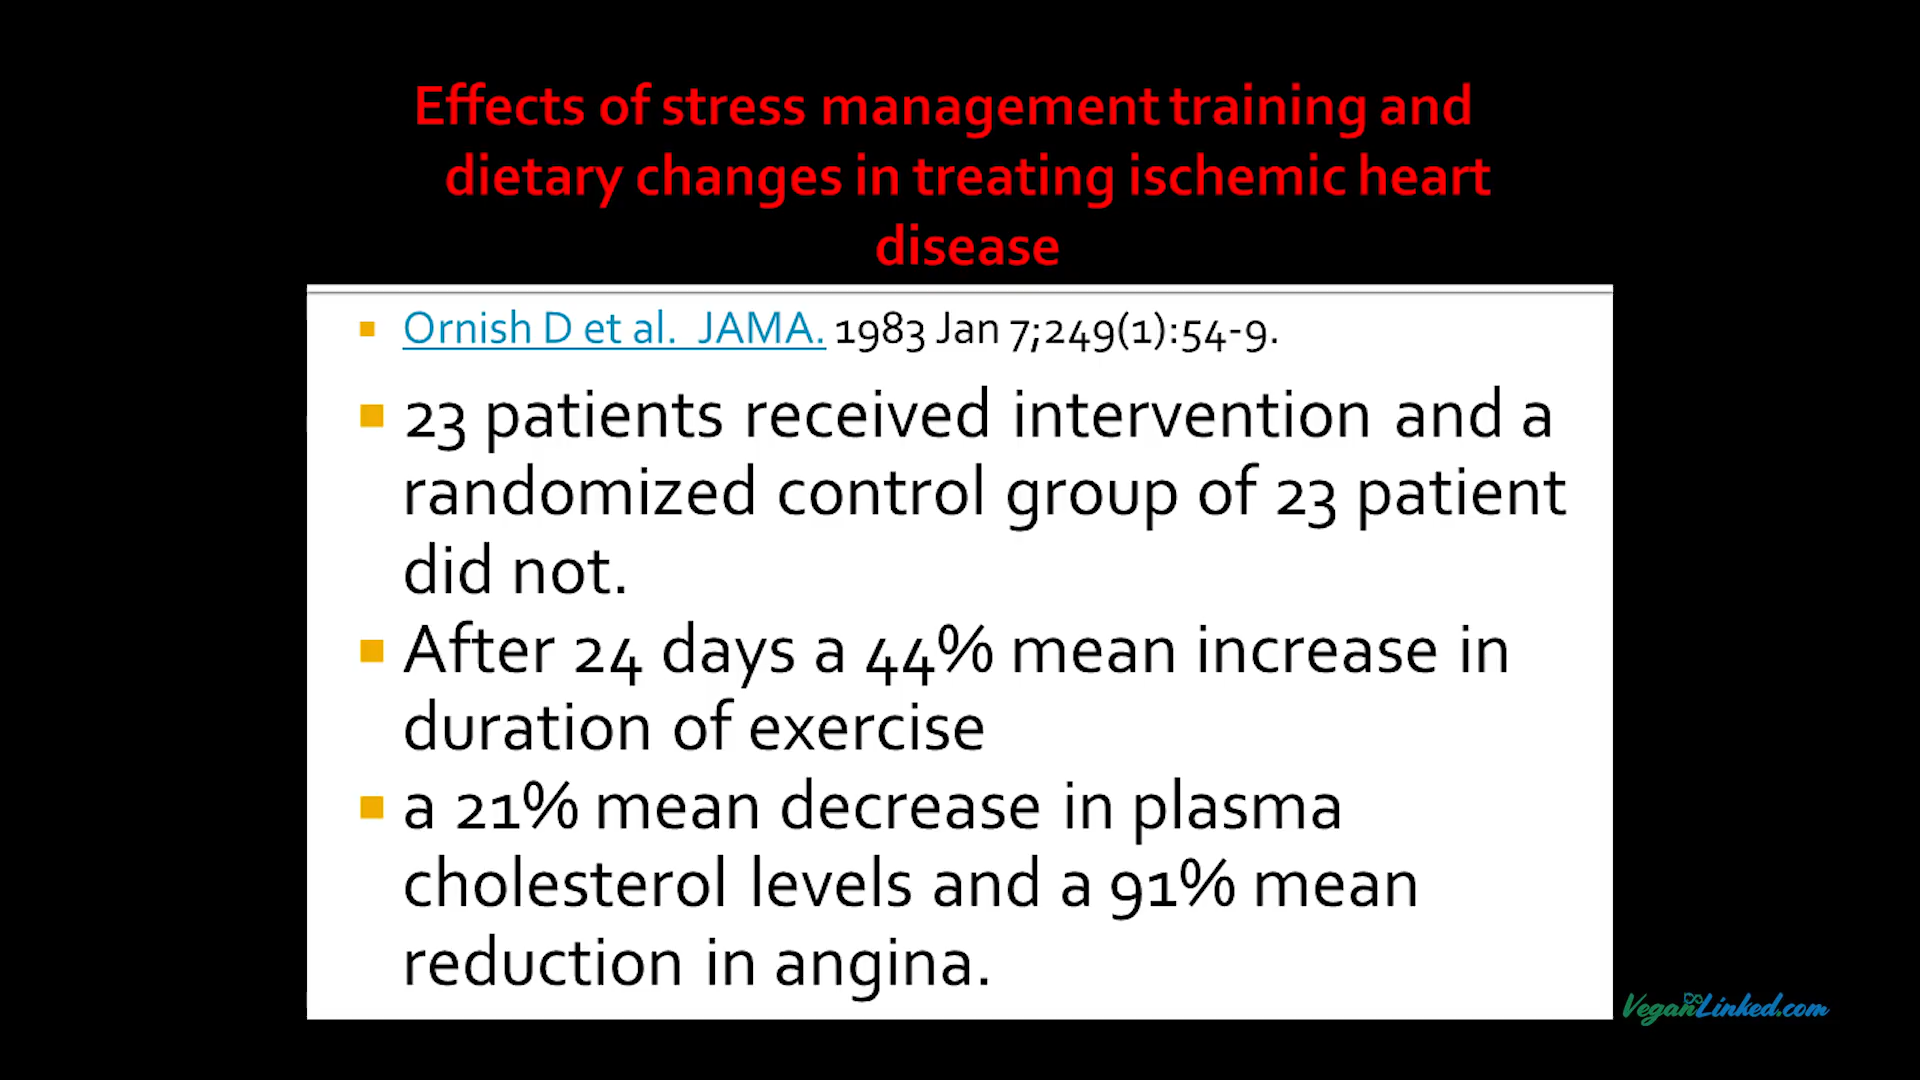 Effects of stress management training and
dietary changes in treating ischemic heart
disease
Ornish D et al. JAMA. 1983 Jan 7;249(1):54-9.
23 patients received intervention and a
randomized control group of 23 patient
did not.
After 24 days a 44% mean increase in
duration of exercise
a 21% mean decrease in plasma
cholesterol levels and a 91% mean
reduction in angina.
VeganLinked.com